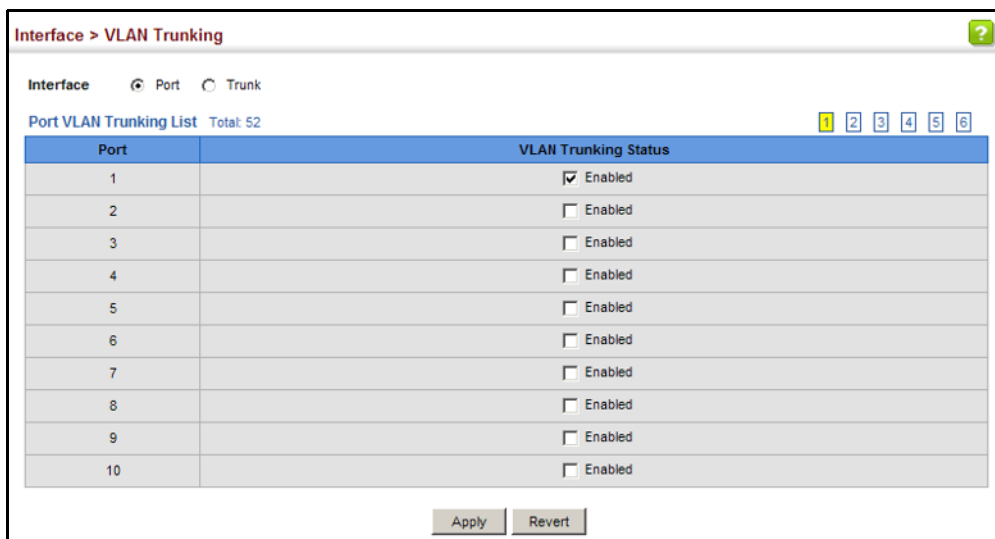 Interface > VLAN Trunking ?
Interface Port Trunk
Port VLAN Trunking List Total: 52 1 2 3 4 5 6
Port VLAN Trunking Status
1 Enabled
2 Enabled
3 Enabled
4 Enabled
5 Enabled
6 Enabled
7 Enabled
8 Enabled
9 Enabled
10 Enabled
Apply Revert